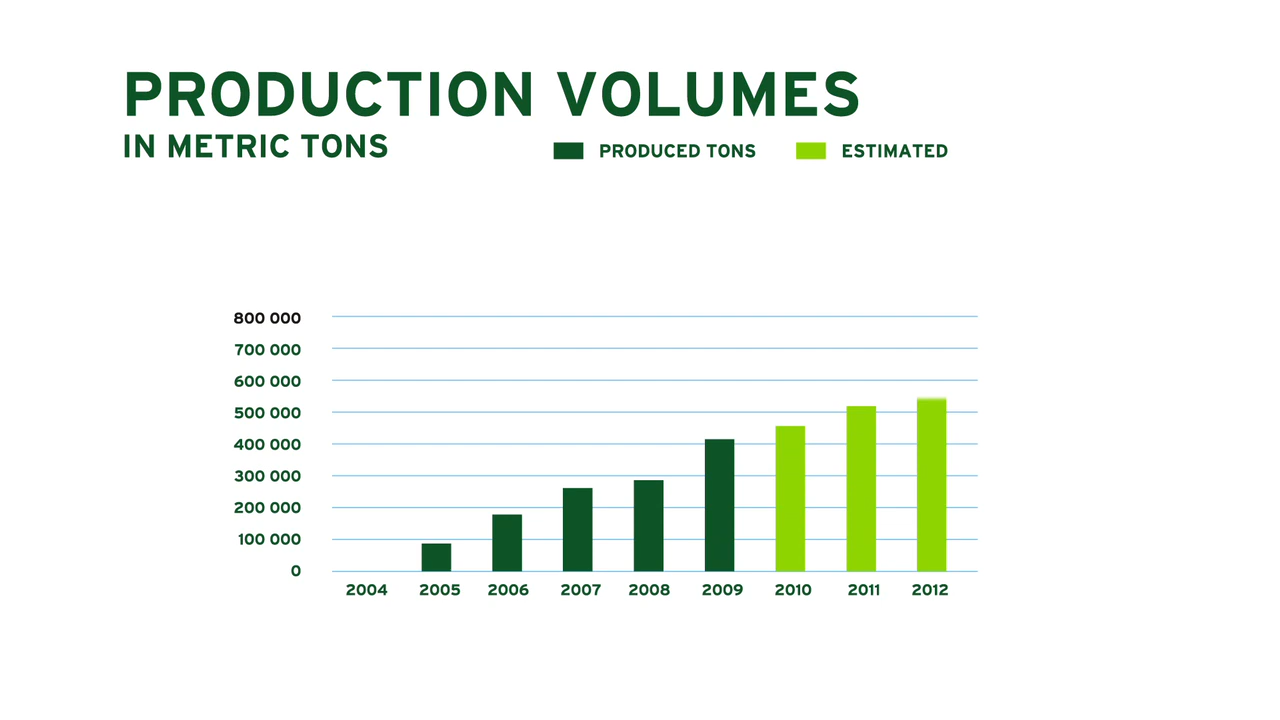 PRODUCTION VOLUMES
IN METRIC TONS
PRODUCED TONS
ESTIMATED
800 000
700 000
600 000
500 000
400 000
300 000
200 000
100 000
0
2004 2005 2006 2007 2008 2009 2010 2011 2012